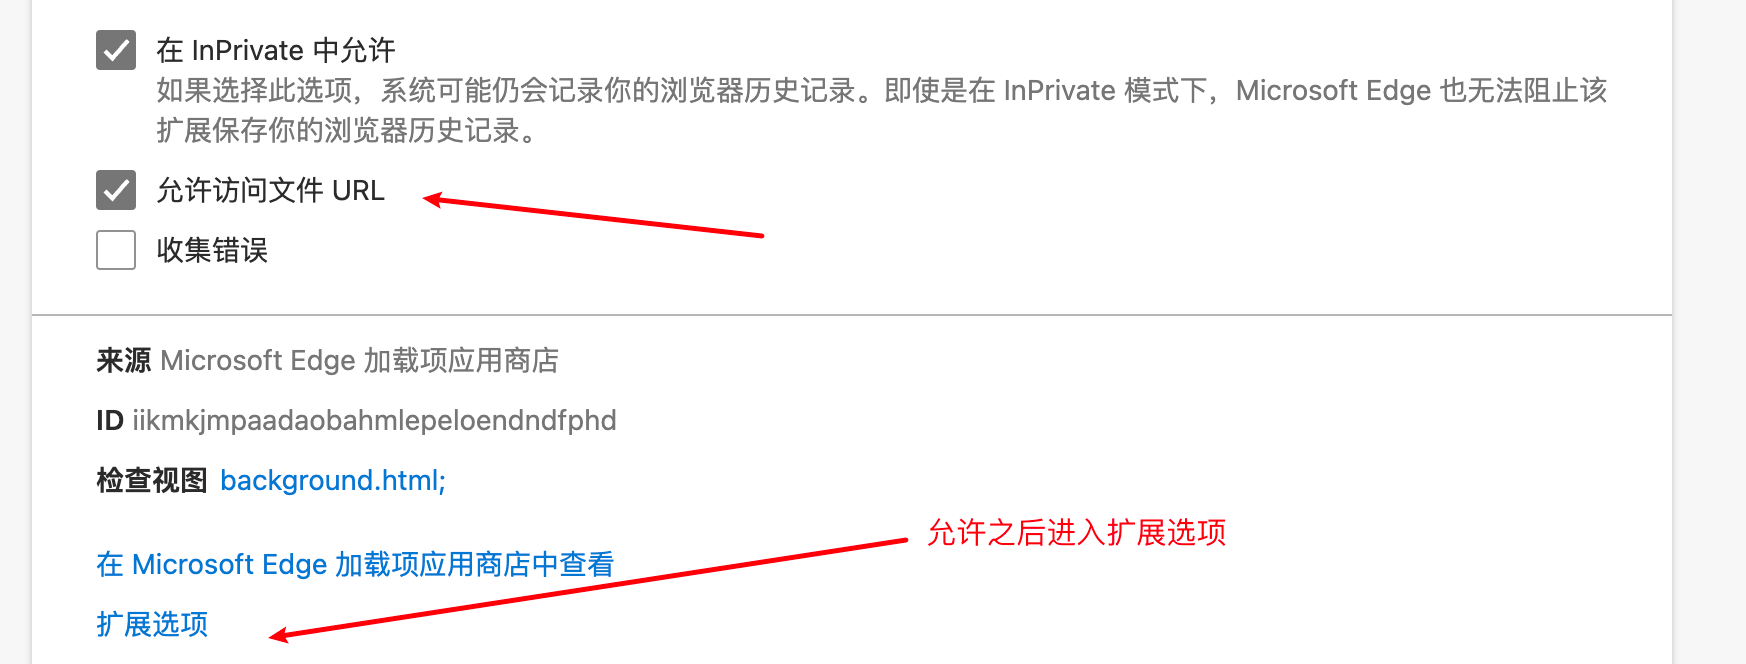 在 InPrivate 中允许
如果选择此选项，系统可能仍会记录你的浏览器历史记录。即使是在 InPrivate 模式下，Microsoft Edge 也无法阻止该
扩展保存你的浏览器历史记录。
允许访问文件 URL
收集错误
来源 Microsoft Edge 加载项应用商店
ID iikmkjmpaadaobahmlepeloendndfphd
检查视图 background.html;
允许之后进入扩展选项
在 Microsoft Edge 加载项应用商店中查看
扩展选项